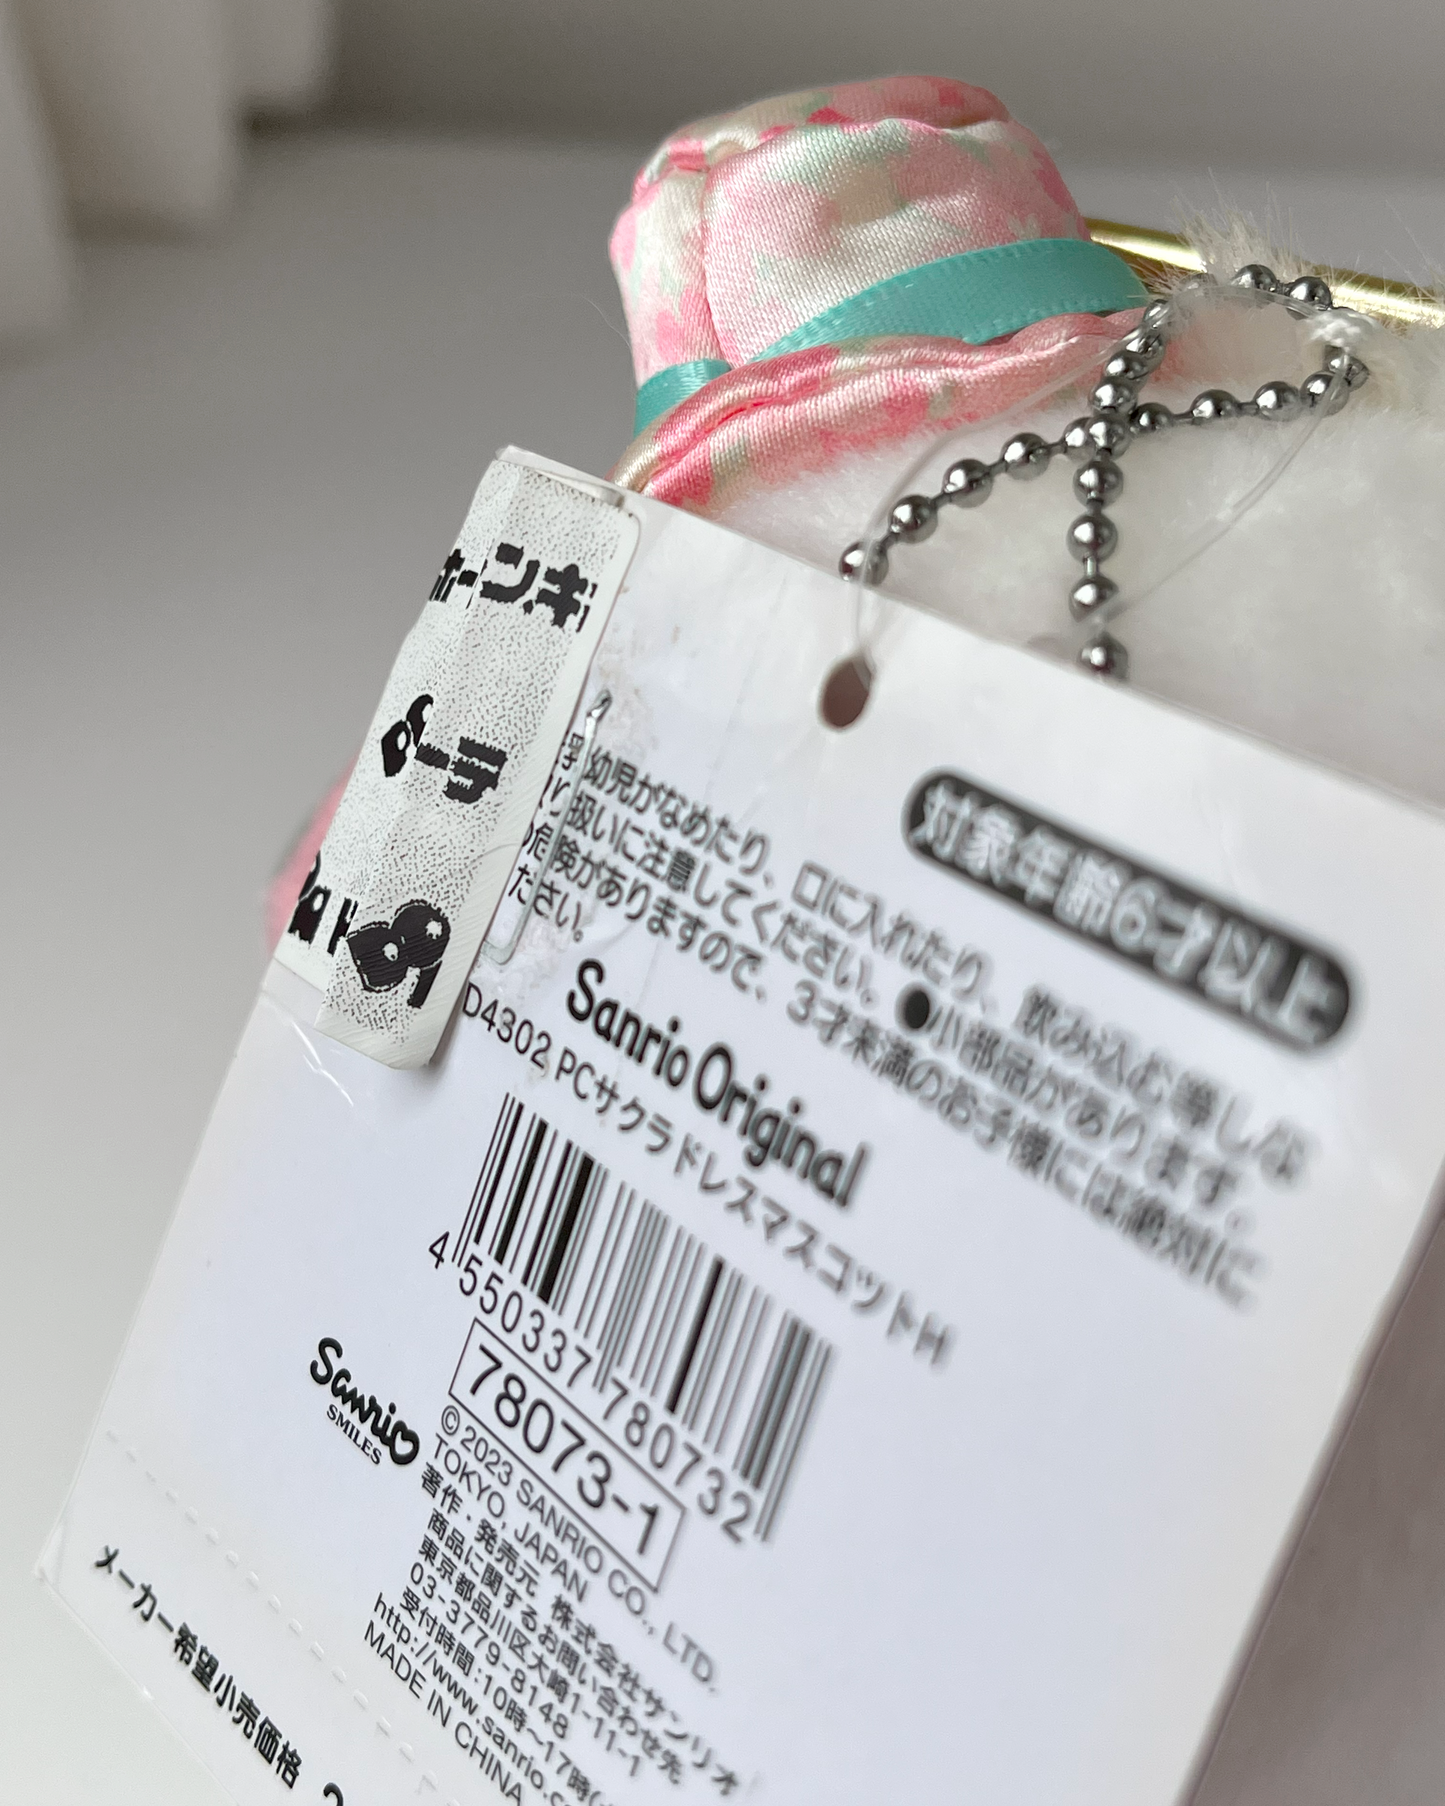 対象年齢6才以上
幼児がなめたり、口に入れたり、飲み込む等しな
扱いに注意してください。●小部品があります。
の危険がありますので、3才未満のお子様には絶対に
ださい。
Sanrio Original
D4302 PCサクラドレスマスコットH
4 550337 780732
78073-1
Sanrio
SMILES
© 2023 SANRIO CO., LTD.
TOKYO, JAPAN
著作・発売元 株式会社サンリオ
商品に関するお問い合わせ先
東京都品川区大崎1-11-1
03-3779-8148
受付時間:10時～17時
http://www.sanrio.c
MADE IN CHINA
メーカー希望小売価格